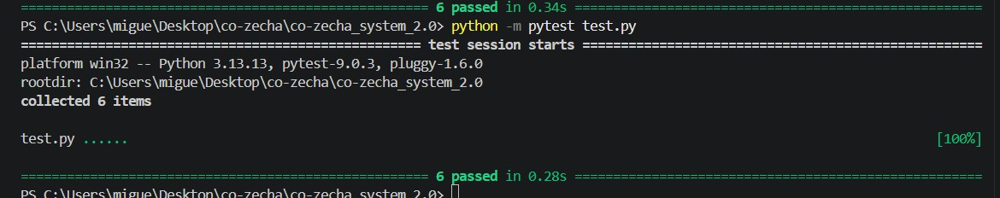 ================================================== 6 passed in 0.34s ==================================================
PS C:\Users\migue\Desktop\co-zecha\co-zecha_system_2.0> python -m pytest test.py
================================================= test session starts =================================================
platform win32 -- Python 3.13.13, pytest-9.0.3, pluggy-1.6.0
rootdir: C:\Users\migue\Desktop\co-zecha\co-zecha_system_2.0
collected 6 items
test.py ...... [100%]
================================================== 6 passed in 0.28s ==================================================
PS C:\Users\migue\Desktop\co-zecha\co-zecha_system_2.0>